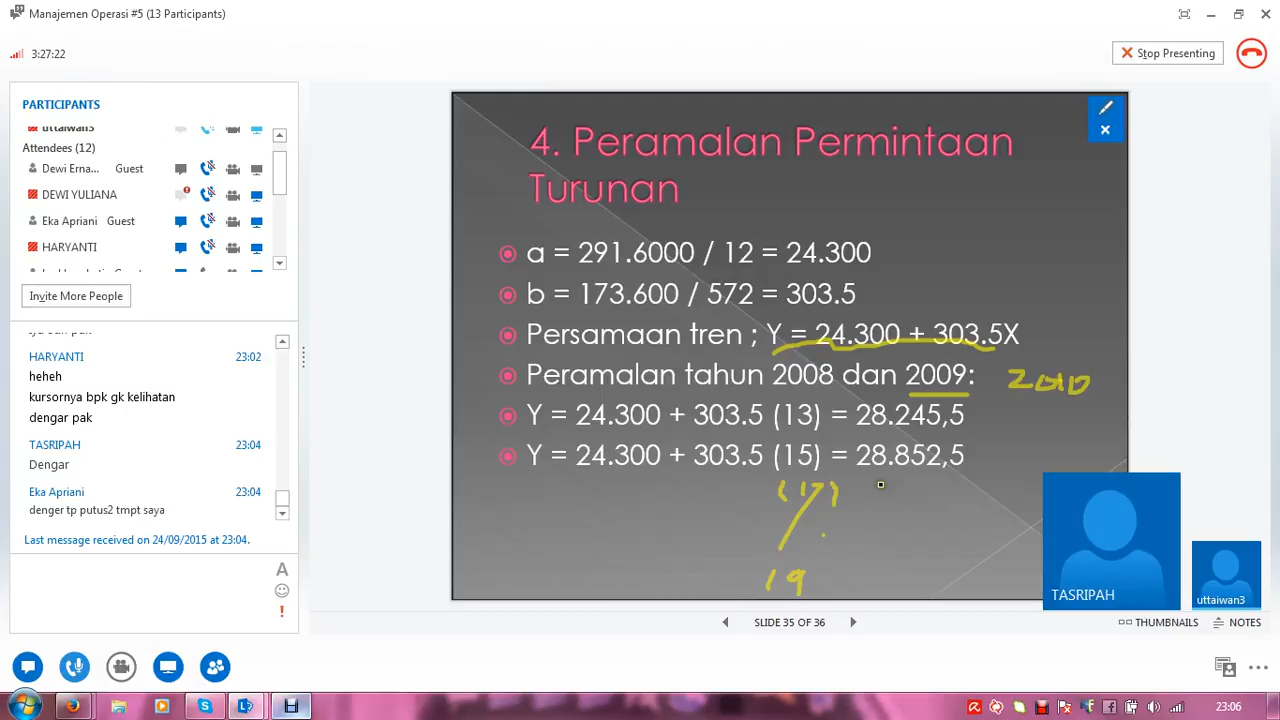 Manajemen Operasi #5 (13 Participants)
3:27:22
Stop Presenting
PARTICIPANTS
uttaiwan3
Attendees (12)
Dewi Erna... Guest
DEWI YULIANA
Eka Apriani Guest
HARYANTI
Invite More People
HARYANTI 23:02
heheh
kursornya bpk gk kelihatan
dengar pak
TASRIPAH 23:04
Dengar
Eka Apriani 23:04
denger tp putus2 tmpt saya
Last message received on 24/09/2015 at 23:04.
4. Peramalan Permintaan
Turunan
a = 291.6000 / 12 = 24.300
b = 173.600 / 572 = 303.5
Persamaan tren ; Y = 24.300 + 303.5X
Peramalan tahun 2008 dan 2009: 2010
Y = 24.300 + 303.5 (13) = 28.245,5
Y = 24.300 + 303.5 (15) = 28.852,5
(17)
19
TASRIPAH
uttaiwan3
SLIDE 35 OF 36
THUMBNAILS
NOTES
23:06